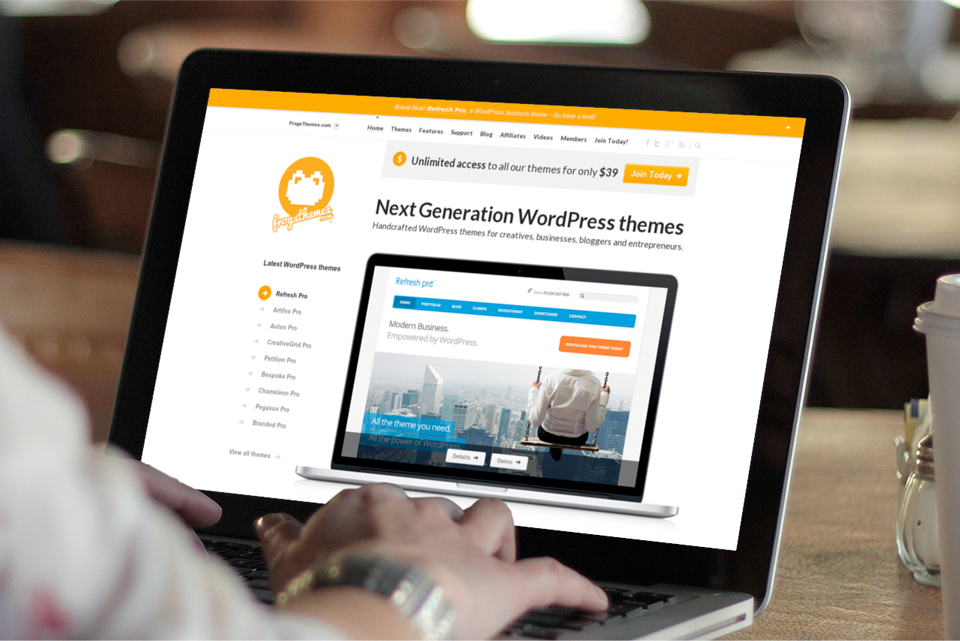 Brand New! Refresh Pro, a WordPress business theme - Go have a look!
FrogsThemes.com
Home Themes Features Support Blog Affiliates Videos Members Join Today!
$ Unlimited access to all our themes for only $39 Join Today
frogsthemes
Next Generation WordPress themes
Handcrafted WordPress themes for creatives, businesses, bloggers and entrepreneurs.
Latest WordPress themes
Refresh Pro
Artifex Pro
Autos Pro
CreativeGrid Pro
Petition Pro
Bespoke Pro
Chameleon Pro
Pegasus Pro
Branded Pro
View all themes
Refresh pro
Sales 01234 567 890
HOME PORTFOLIO BLOG CLIENTS RECRUITMENT SHORTCODES CONTACT
Modern Business.
Empowered by WordPress.
DOWNLOAD THIS THEME TODAY
All the theme you need.
All the power of WordPress.
Details Demo